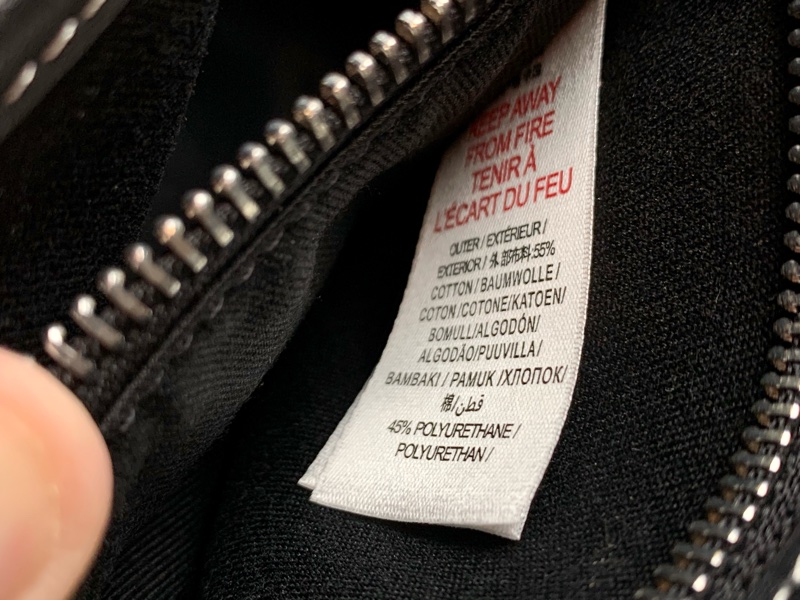 KEEP AWAY
FROM FIRE
TENIR À
L'ÉCART DU FEU
OUTER / EXTÉRIEUR /
EXTERIOR / 外部布料:55%
COTTON / BAUMWOLLE /
COTON / COTONE/KATOEN/
BOMULL/ALGODÓN/
ALGODÃO/PUUVILLA/
BAMBAKI / PAMUK /ХЛОПОК/
棉/قطن/
45% POLYURETHANE /
POLYURETHAN /